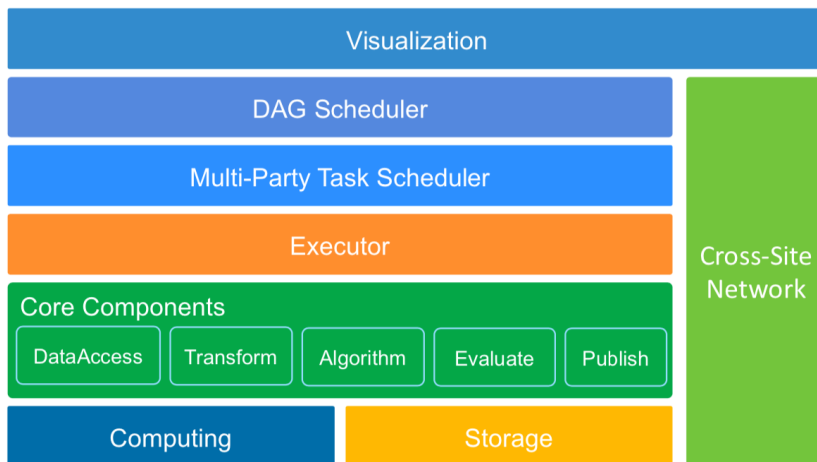 Visualization
DAG Scheduler
Multi-Party Task Scheduler
Executor
Cross-Site
Network
Core Components
DataAccess
Transform
Algorithm
Evaluate
Publish
Computing
Storage